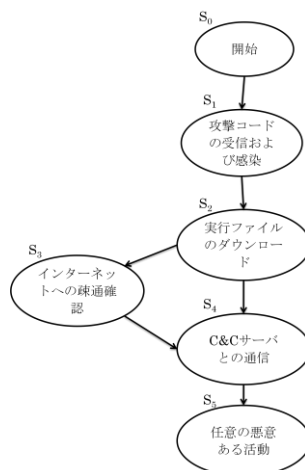 S₀
開始
S₁
攻撃コード
の受信およ
び感染
S₂
実行ファイル
のダウンロー
ド
S₃
インターネッ
トへの疎通確
認
S₄
C&Cサーバ
との通信
S₅
任意の悪意
ある活動